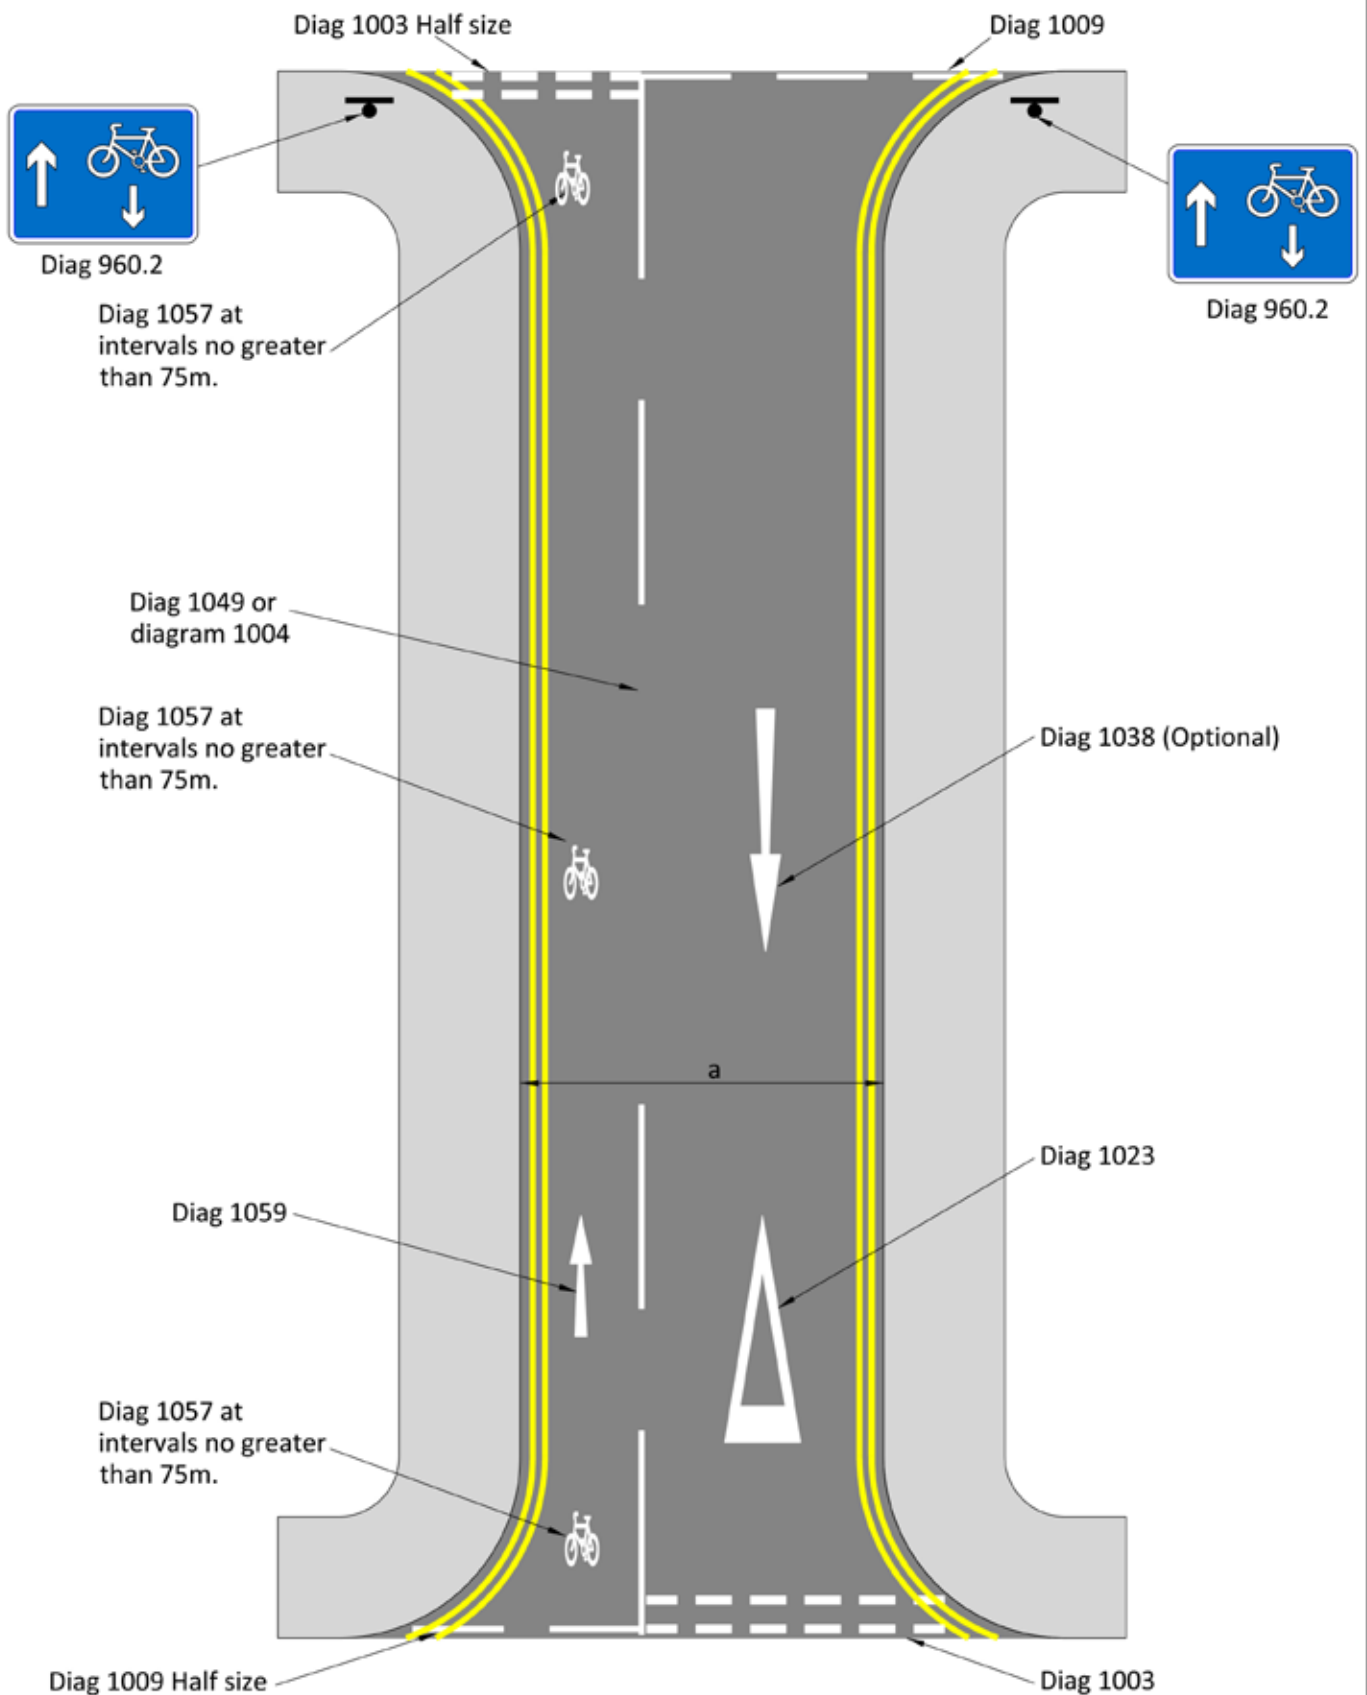 Diag 1003 Half size
Diag 1009
Diag 960.2
Diag 960.2
Diag 1057 at
intervals no greater
than 75m.
Diag 1049 or
diagram 1004
Diag 1057 at
intervals no greater
than 75m.
Diag 1038 (Optional)
a
Diag 1023
Diag 1059
Diag 1057 at
intervals no greater
than 75m.
Diag 1009 Half size
Diag 1003